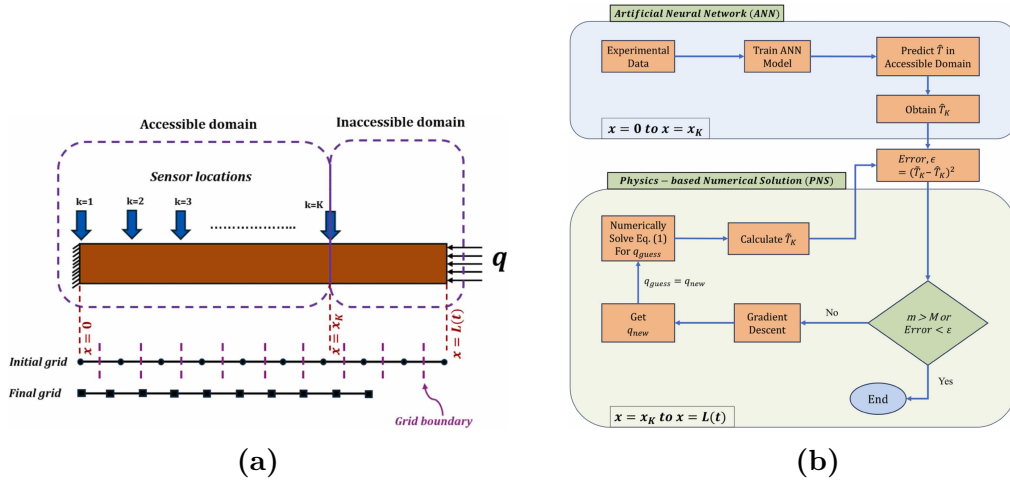 Accessible domain
Inaccessible domain
Sensor locations
k=1
k=2
k=3
k=K
q
x = 0
x = x_K
x = L(t)
Initial grid
Final grid
Grid boundary
(a)
Artificial Neural Network (ANN)
Experimental
Data
Train ANN
Model
Predict T̂ in
Accessible Domain
Obtain T̂_K
x = 0 to x = x_K
Error, ϵ
= (T̃_K − T̂_K)²
Physics − based Numerical Solution (PNS)
Numerically
Solve Eq. (1)
For q_guess
Calculate T̃_K
q_guess = q_new
Get
q_new
Gradient
Descent
No
m > M or
Error < ε
Yes
End
x = x_K to x = L(t)
(b)